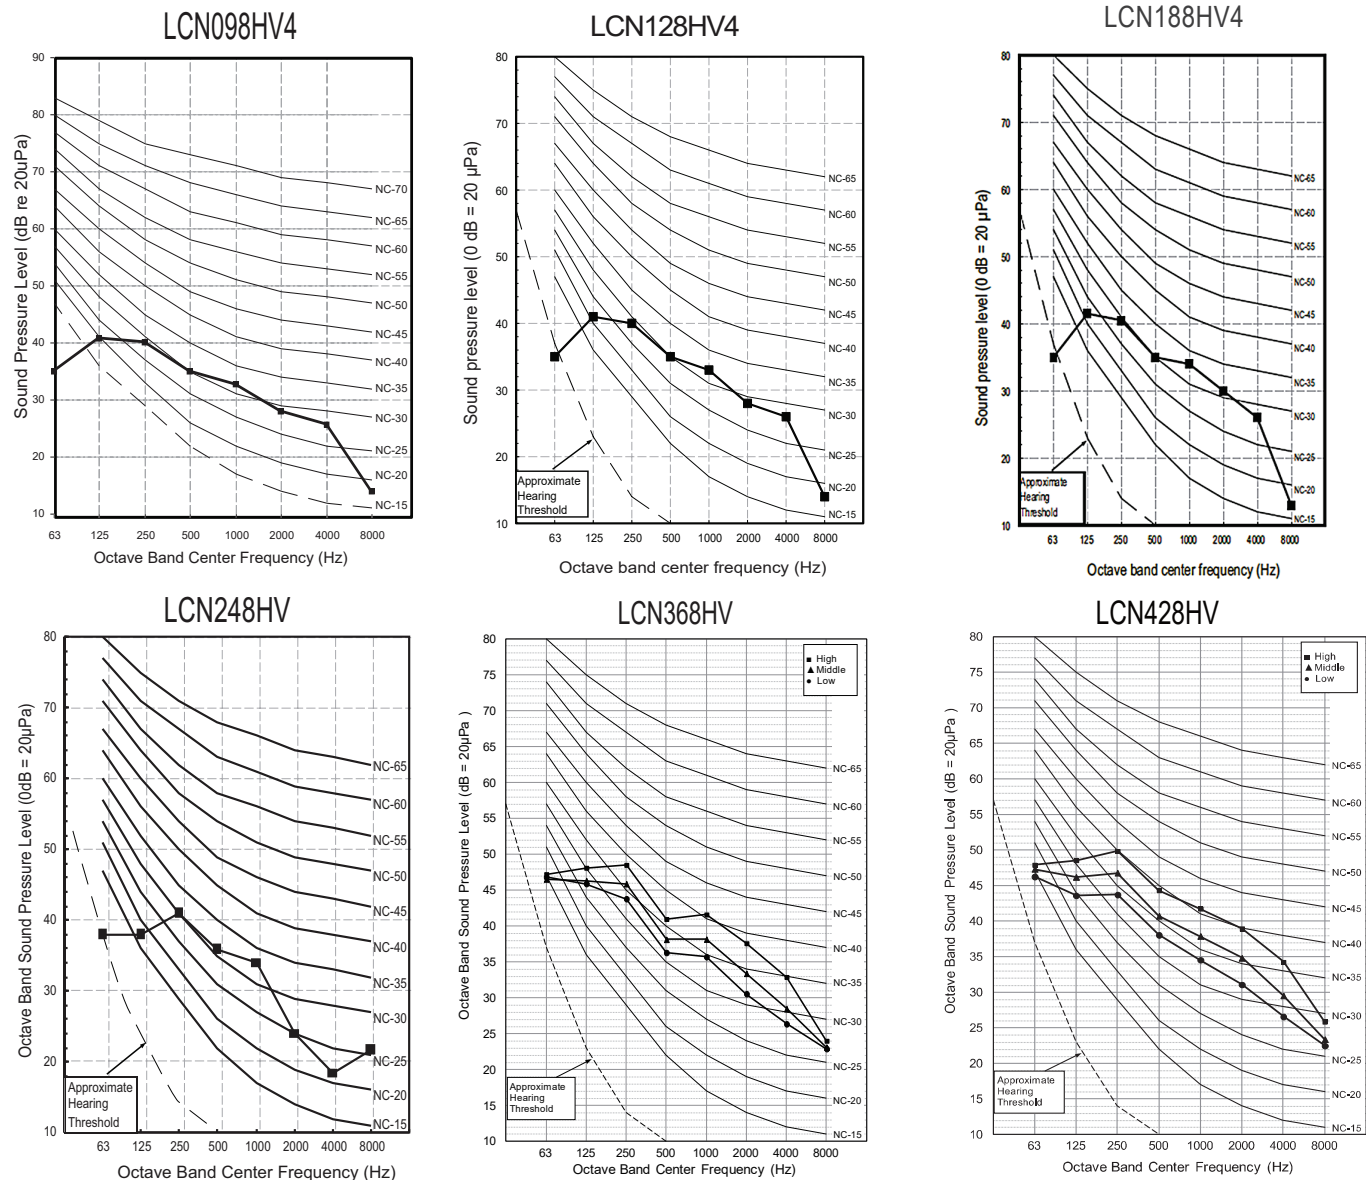 LCN098HV4
90
80
70
60
50
40
30
20
10
Sound Pressure Level (dB re 20uPa)
NC-70
NC-65
NC-60
NC-55
NC-50
NC-45
NC-40
NC-35
NC-30
NC-25
NC-20
NC-15
63 125 250 500 1000 2000 4000 8000
Octave Band Center Frequency (Hz)
LCN128HV4
80
70
60
50
40
30
20
10
Sound pressure level (0 dB = 20 µPa)
NC-65
NC-60
NC-55
NC-50
NC-45
NC-40
NC-35
NC-30
NC-25
NC-20
NC-15
Approximate
Hearing
Threshold
63 125 250 500 1000 2000 4000 8000
Octave band center frequency (Hz)
LCN188HV4
80
70
60
50
40
30
20
10
Sound pressure level (0 dB = 20 µPa)
NC-65
NC-60
NC-55
NC-50
NC-45
NC-40
NC-35
NC-30
NC-25
NC-20
NC-15
Approximate
Hearing
Threshold
63 125 250 500 1000 2000 4000 8000
Octave band center frequency (Hz)
LCN248HV
80
70
60
50
40
30
20
10
Octave Band Sound Pressure Level (0dB = 20µPa)
NC-65
NC-60
NC-55
NC-50
NC-45
NC-40
NC-35
NC-30
NC-25
NC-20
NC-15
Approximate
Hearing
Threshold
63 125 250 500 1000 2000 4000 8000
Octave Band Center Frequency (Hz)
LCN368HV
80
75
70
65
60
55
50
45
40
35
30
25
20
15
10
Octave Band Sound Pressure Level (dB = 20µPa )
High
Middle
Low
NC-65
NC-60
NC-55
NC-50
NC-45
NC-40
NC-35
NC-30
NC-25
NC-20
NC-15
Approximate
Hearing
Threshold
63 125 250 500 1000 2000 4000 8000
Octave Band Center Frequency (Hz)
LCN428HV
80
75
70
65
60
55
50
45
40
35
30
25
20
15
10
Octave Band Sound Pressure Level (dB = 20µPa )
High
Middle
Low
NC-65
NC-60
NC-55
NC-50
NC-45
NC-40
NC-35
NC-30
NC-25
NC-20
NC-15
Approximate
Hearing
Threshold
63 125 250 500 1000 2000 4000 8000
Octave Band Center Frequency (Hz)